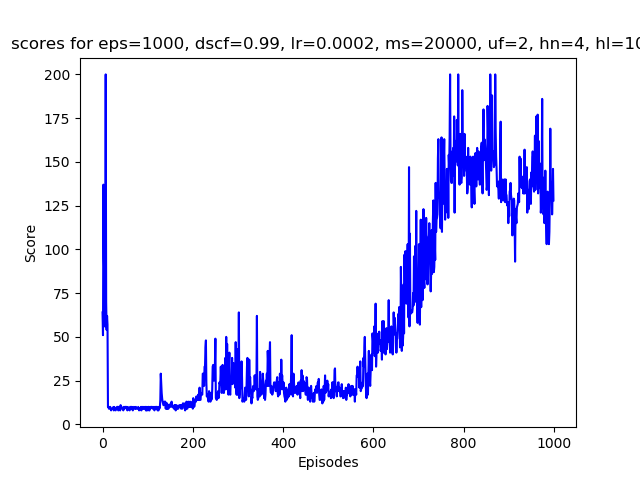 scores for eps=1000, dscf=0.99, lr=0.0002, ms=20000, uf=2, hn=4, hl=10
200
175
150
125
100
75
50
25
0
Score
0 200 400 600 800 1000
Episodes